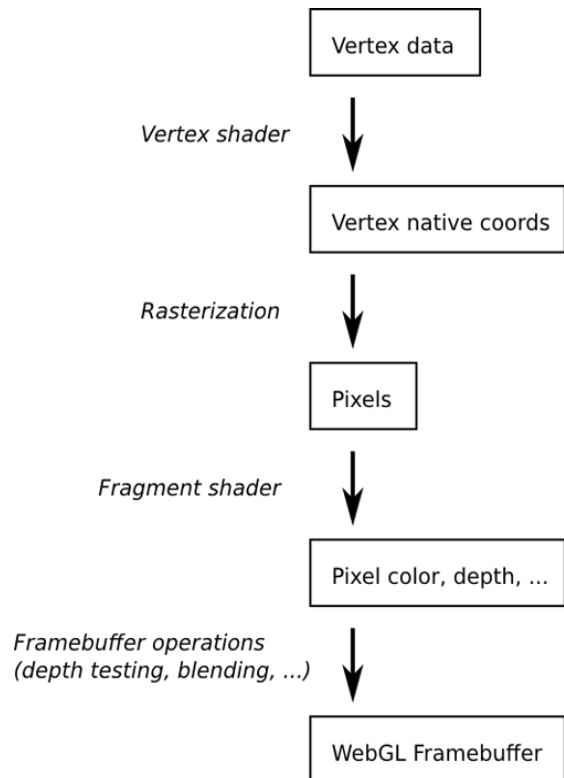 Vertex data
Vertex shader
Vertex native coords
Rasterization
Pixels
Fragment shader
Pixel color, depth, ...
Framebuffer operations
(depth testing, blending, ...)
WebGL Framebuffer